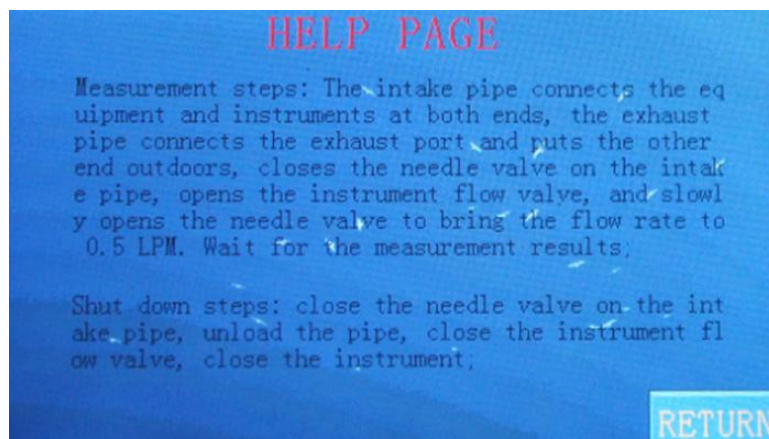 HELP PAGE
Measurement steps: The intake pipe connects the eq
uipment and instruments at both ends, the exhaust
pipe connects the exhaust port and puts the other
end outdoors, closes the needle valve on the intak
e pipe, opens the instrument flow valve, and slowl
y opens the needle valve to bring the flow rate to
0.5 LPM. Wait for the measurement results;
Shut down steps: close the needle valve on the int
ake pipe, unload the pipe, close the instrument fl
ow valve, close the instrument;
RETURN